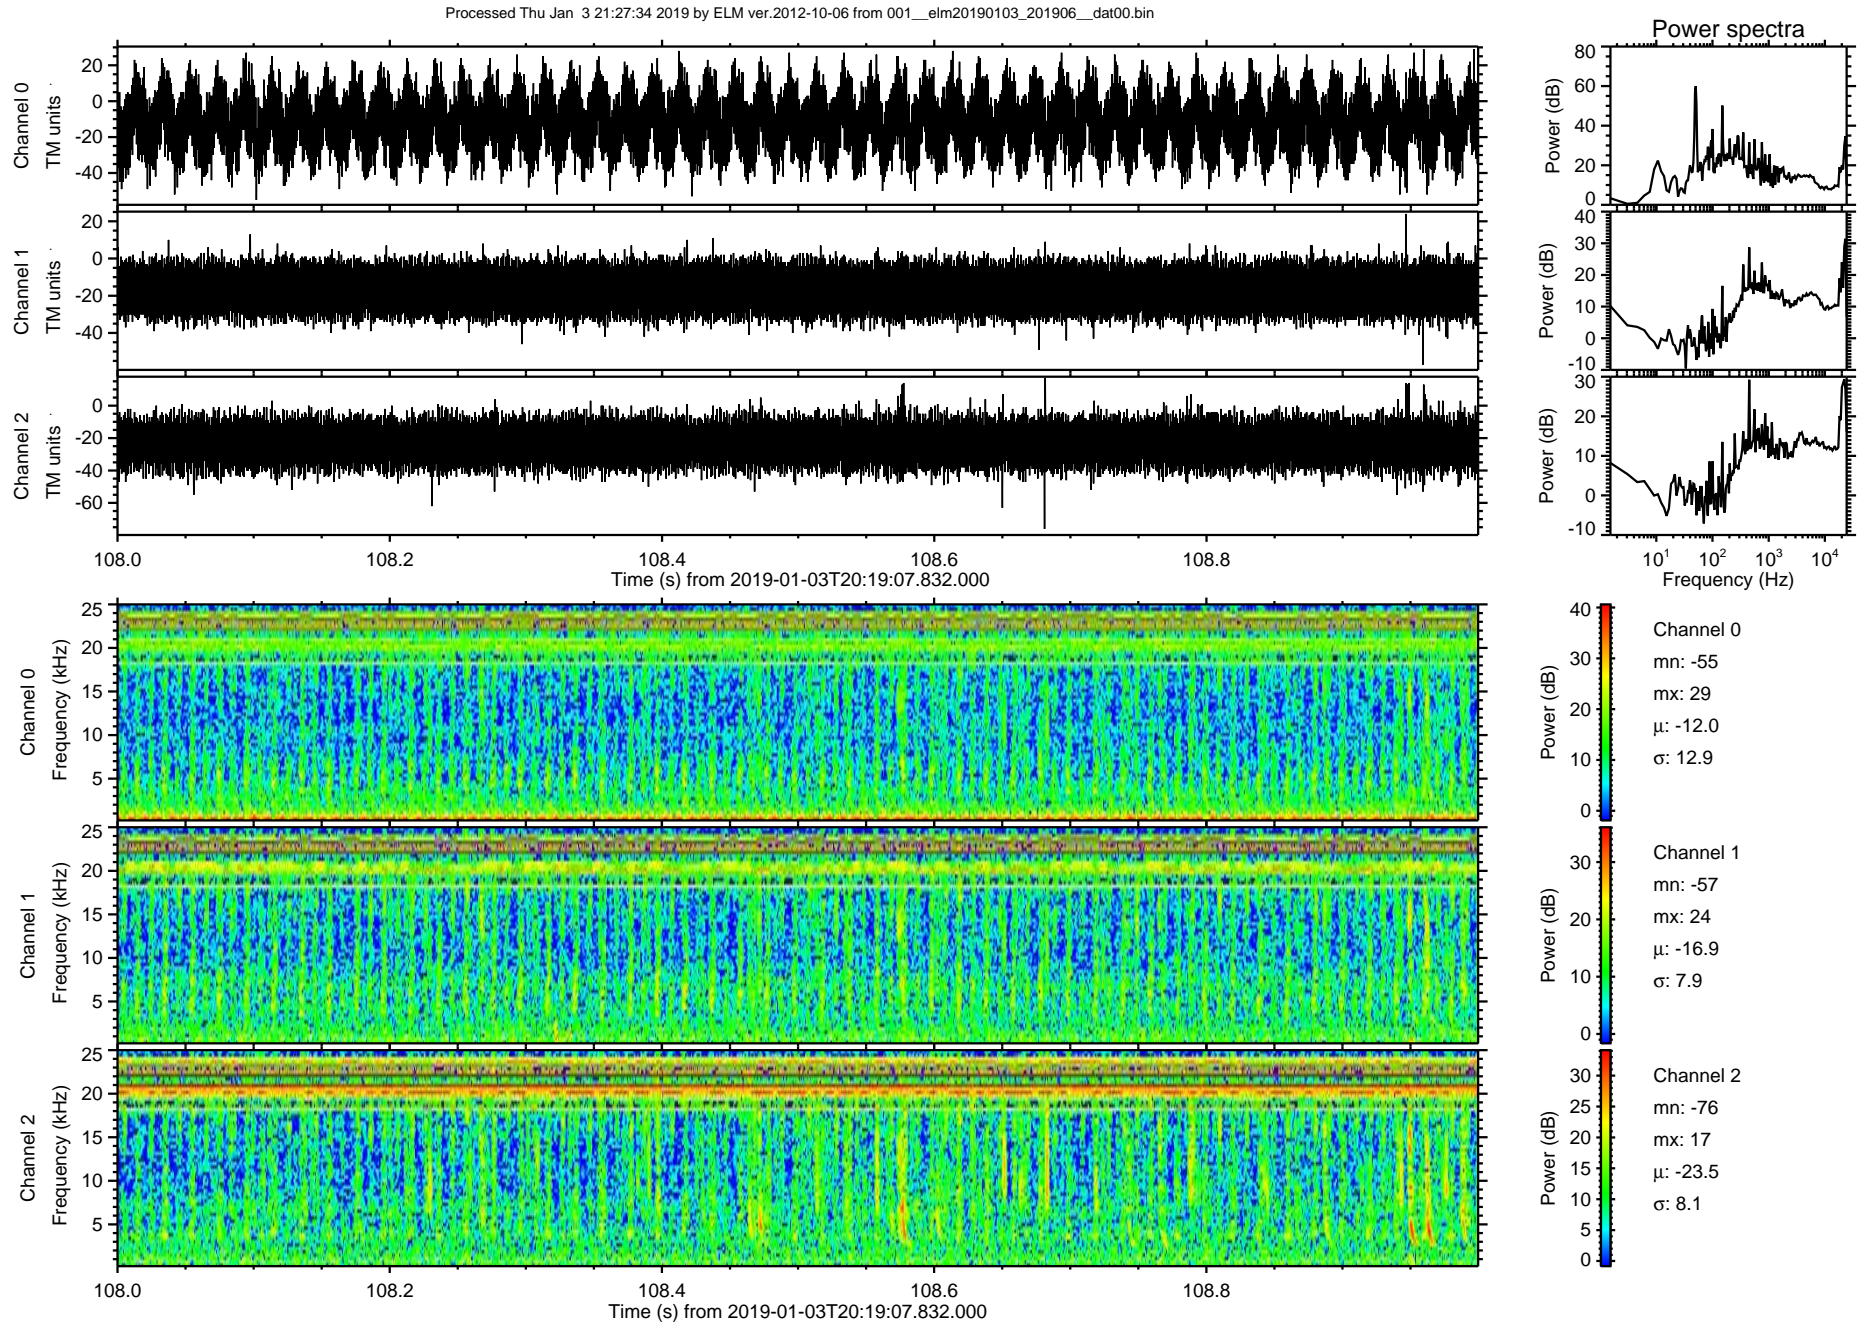 Processed Thu Jan  3 21:27:34 2019 by ELM ver.2012-10-06 from 001__elm20190103_201906__dat00.bin
Power spectra
Channel 0
TM units
20
0
-20
-40
Power (dB)
80
60
40
20
0
Channel 1
TM units
20
0
-20
-40
Power (dB)
40
30
20
10
0
-10
Channel 2
TM units
0
-20
-40
-60
Power (dB)
30
20
10
0
-10
108.0 108.2 108.4 108.6 108.8
Time (s) from 2019-01-03T20:19:07.832.000
10¹ 10² 10³ 10⁴
Frequency (Hz)
Channel 0
Frequency (kHz)
25
20
15
10
5
Power (dB)
40
30
20
10
0
Channel 0
mn: -55
mx: 29
μ: -12.0
σ: 12.9
Channel 1
Frequency (kHz)
25
20
15
10
5
Power (dB)
30
20
10
0
Channel 1
mn: -57
mx: 24
μ: -16.9
σ: 7.9
Channel 2
Frequency (kHz)
25
20
15
10
5
Power (dB)
30
25
20
15
10
5
0
Channel 2
mn: -76
mx: 17
μ: -23.5
σ: 8.1
108.0 108.2 108.4 108.6 108.8
Time (s) from 2019-01-03T20:19:07.832.000